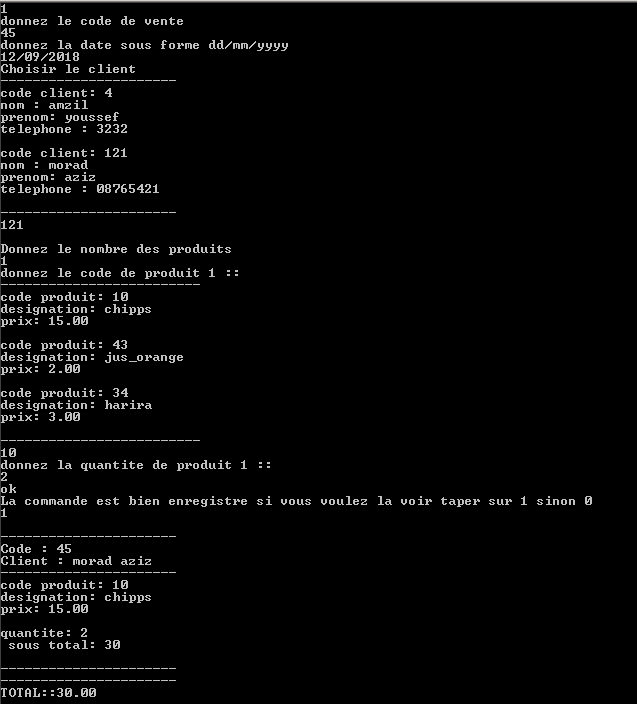 1
donnez le code de vente
45
donnez la date sous forme dd/mm/yyyy
12/09/2018
Choisir le client
----------------------
code client: 4
nom : amzil
prenom: youssef
telephone : 3232
code client: 121
nom : morad
prenom: aziz
telephone : 08765421
----------------------
121
Donnez le nombre des produits
1
donnez le code de produit 1 ::
-------------------------
code produit: 10
designation: chipps
prix: 15.00
code produit: 43
designation: jus_orange
prix: 2.00
code produit: 34
designation: harira
prix: 3.00
-------------------------
10
donnez la quantite de produit 1 ::
2
ok
La commande est bien enregistre si vous voulez la voir taper sur 1 sinon 0
1
----------------------
Code : 45
Client : morad aziz
----------------------
code produit: 10
designation: chipps
prix: 15.00
quantite: 2
sous total: 30
----------------------
----------------------
TOTAL::30.00